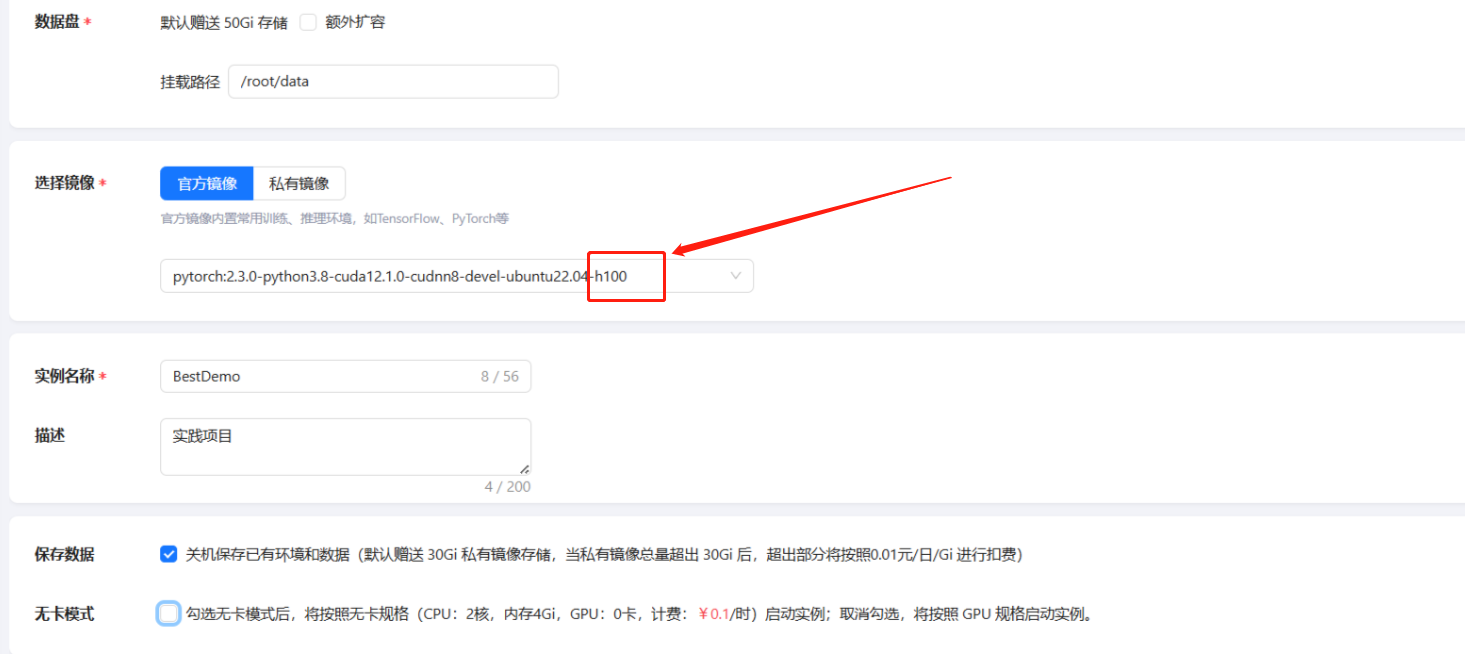 数据盘 * 默认赠送 50Gi 存储 额外扩容
挂载路径 /root/data
选择镜像 * 官方镜像 私有镜像
官方镜像内置常用训练、推理环境，如TensorFlow、PyTorch等
pytorch:2.3.0-python3.8-cuda12.1.0-cudnn8-devel-ubuntu22.04-h100
实例名称 * BestDemo 8 / 56
描述 实践项目
4 / 200
保存数据 关机保存已有环境和数据（默认赠送 30Gi 私有镜像存储，当私有镜像总量超出 30Gi 后，超出部分将按照0.01元/日/Gi 进行扣费）
无卡模式 勾选无卡模式后，将按照无卡规格（CPU：2核，内存4Gi，GPU：0卡，计费：￥0.1/时）启动实例；取消勾选，将按照 GPU 规格启动实例。